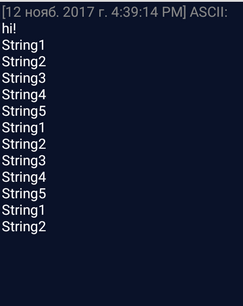 [12 нояб. 2017 г. 4:39:14 PM] ASCII:
hi!
String1
String2
String3
String4
String5
String1
String2
String3
String4
String5
String1
String2